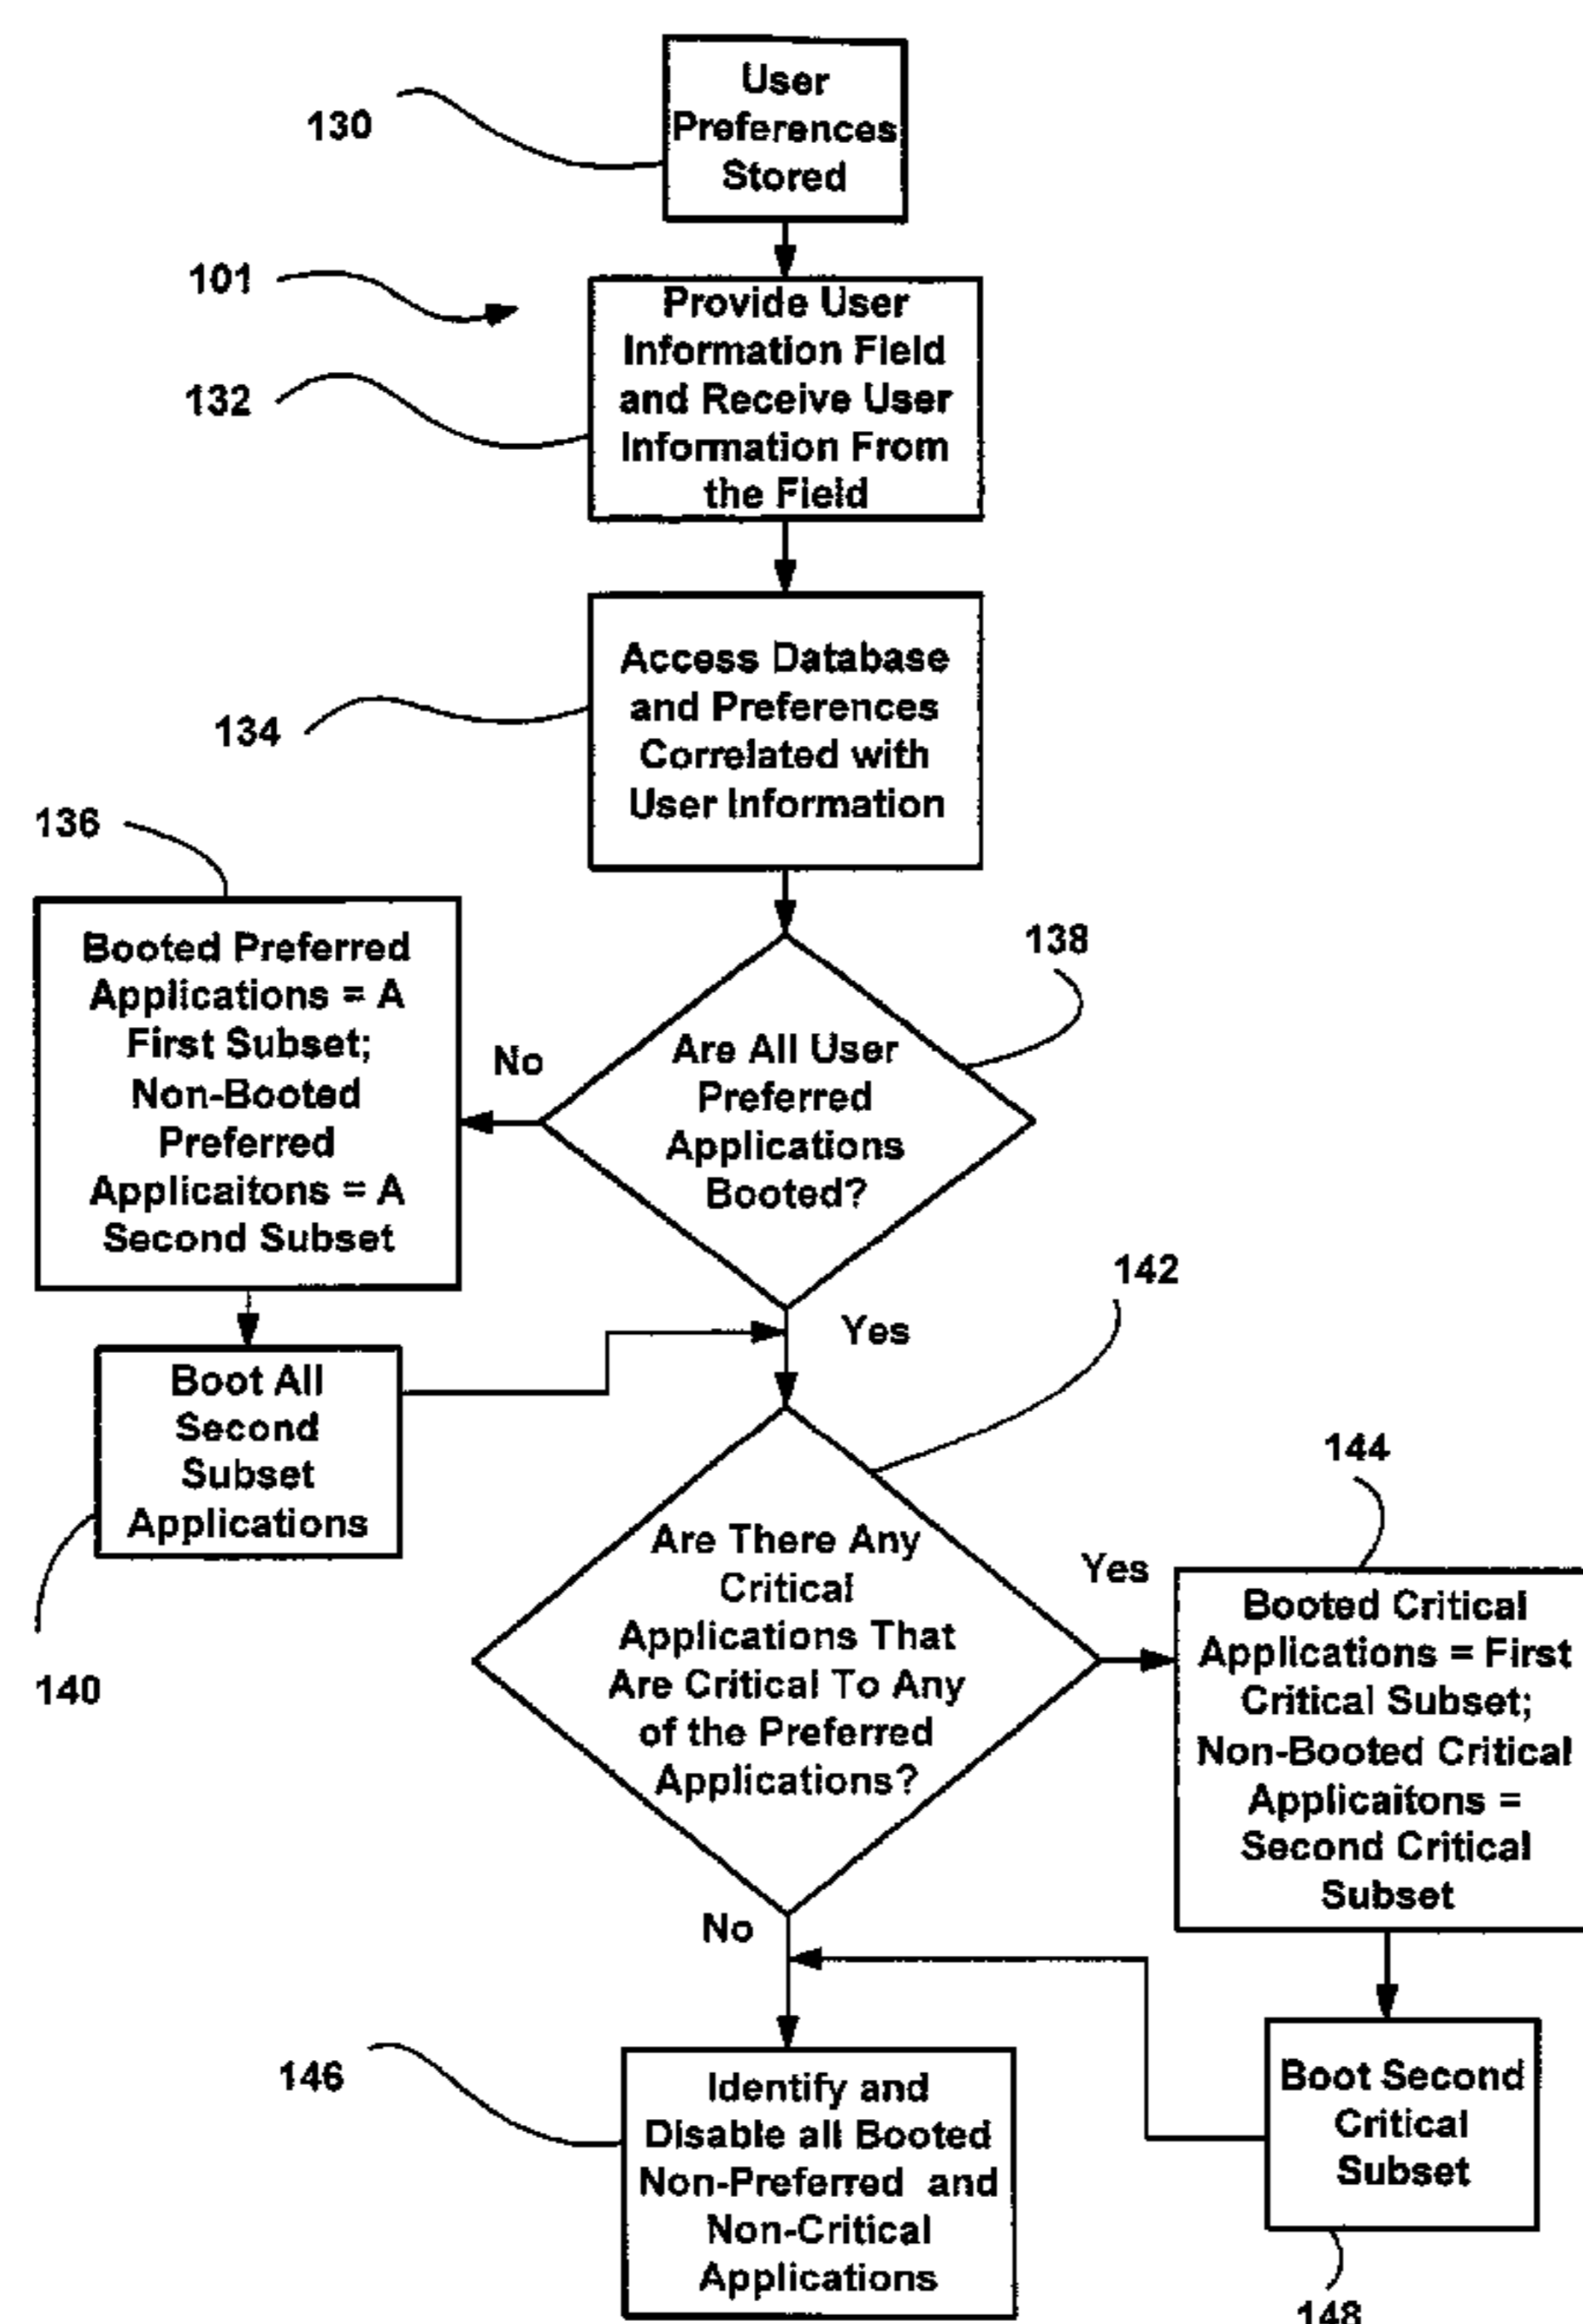 130
User
Preferences
Stored
101
132
Provide User
Information Field
and Receive User
Information From
the Field
134
Access Database
and Preferences
Correlated with
User Information
136
Booted Preferred
Applications = A
First Subset;
Non-Booted
Preferred
Applicaitons = A
Second Subset
No
138
Are All User
Preferred
Applications
Booted?
Yes
140
Boot All
Second
Subset
Applications
142
Are There Any
Critical
Applications That
Are Critical To Any
of the Preferred
Applications?
Yes
144
Booted Critical
Applications = First
Critical Subset;
Non-Booted Critical
Applicaitons =
Second Critical
Subset
No
146
Identify and
Disable all Booted
Non-Preferred and
Non-Critical
Applications
Boot Second
Critical
Subset
148